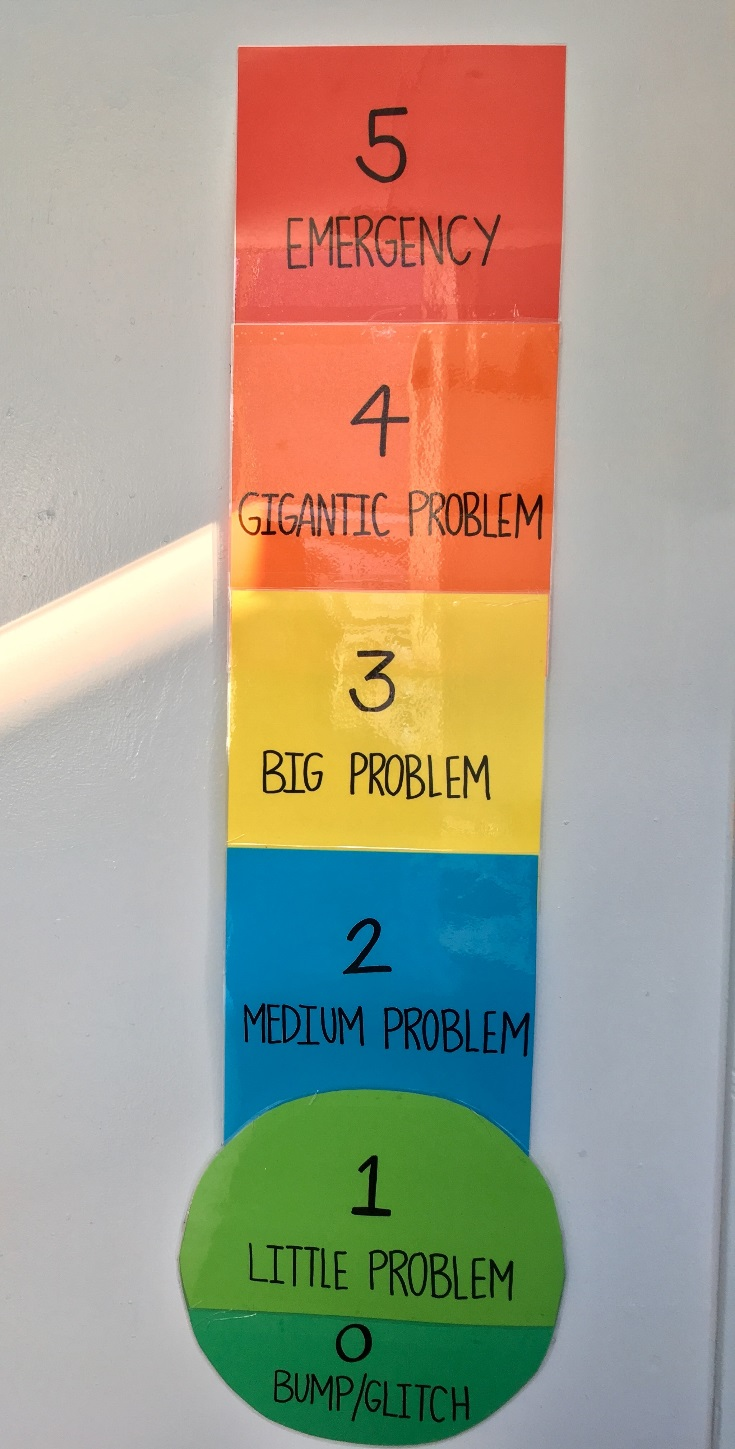 5
EMERGENCY
4
GIGANTIC PROBLEM
3
BIG PROBLEM
2
MEDIUM PROBLEM
1
LITTLE PROBLEM
0
BUMP/GLITCH